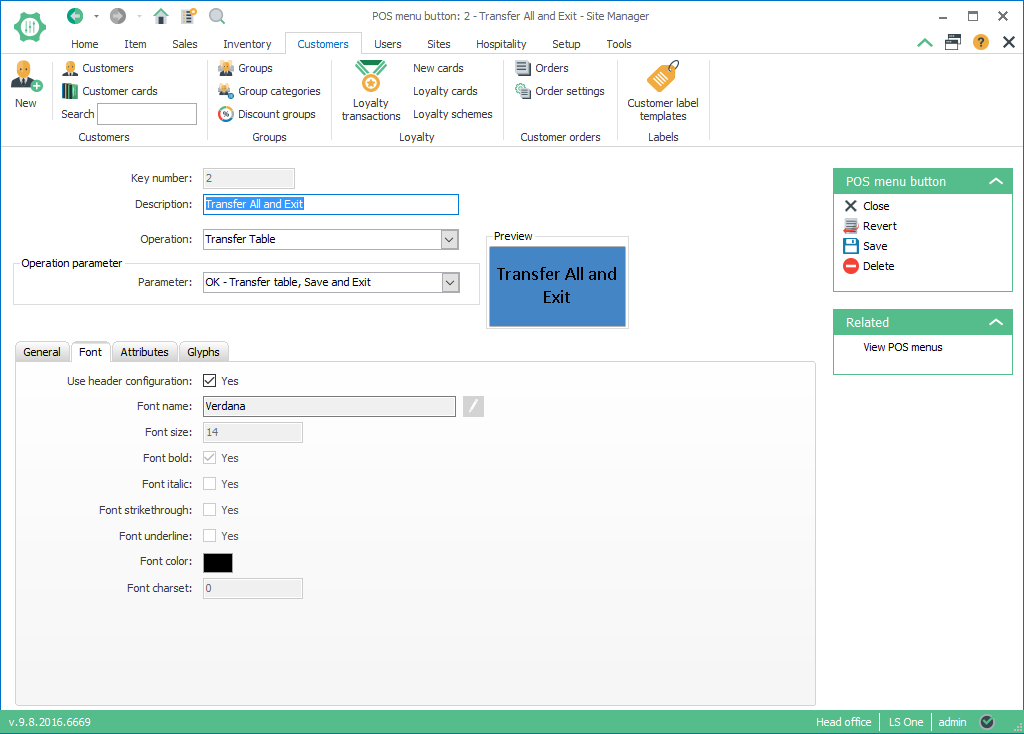 POS menu button: 2 - Transfer All and Exit - Site Manager
Home Item Sales Inventory Customers Users Sites Hospitality Setup Tools
?
New
Customers
Customer cards
Search
Customers
Groups
Group categories
% Discount groups
Groups
Loyalty
transactions
New cards
Loyalty cards
Loyalty schemes
Loyalty
Orders
Order settings
Customer orders
Customer label
templates
Labels
Key number: 2
Description: Transfer All and Exit
Operation: Transfer Table
Operation parameter
Parameter: OK - Transfer table, Save and Exit
Preview
Transfer All and
Exit
General Font Attributes Glyphs
Use header configuration: Yes
Font name: Verdana
Font size: 14
Font bold: Yes
Font italic: Yes
Font strikethrough: Yes
Font underline: Yes
Font color:
Font charset: 0
POS menu button
Close
Revert
Save
Delete
Related
View POS menus
v.9.8.2016.6669
Head office LS One admin